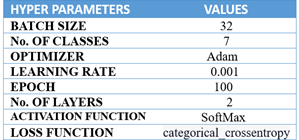 HYPER PARAMETERS VALUES
BATCH SIZE 32
No. OF CLASSES 7
OPTIMIZER Adam
LEARNING RATE 0.001
EPOCH 100
No. OF LAYERS 2
ACTIVATION FUNCTION SoftMax
LOSS FUNCTION categorical_crossentropy